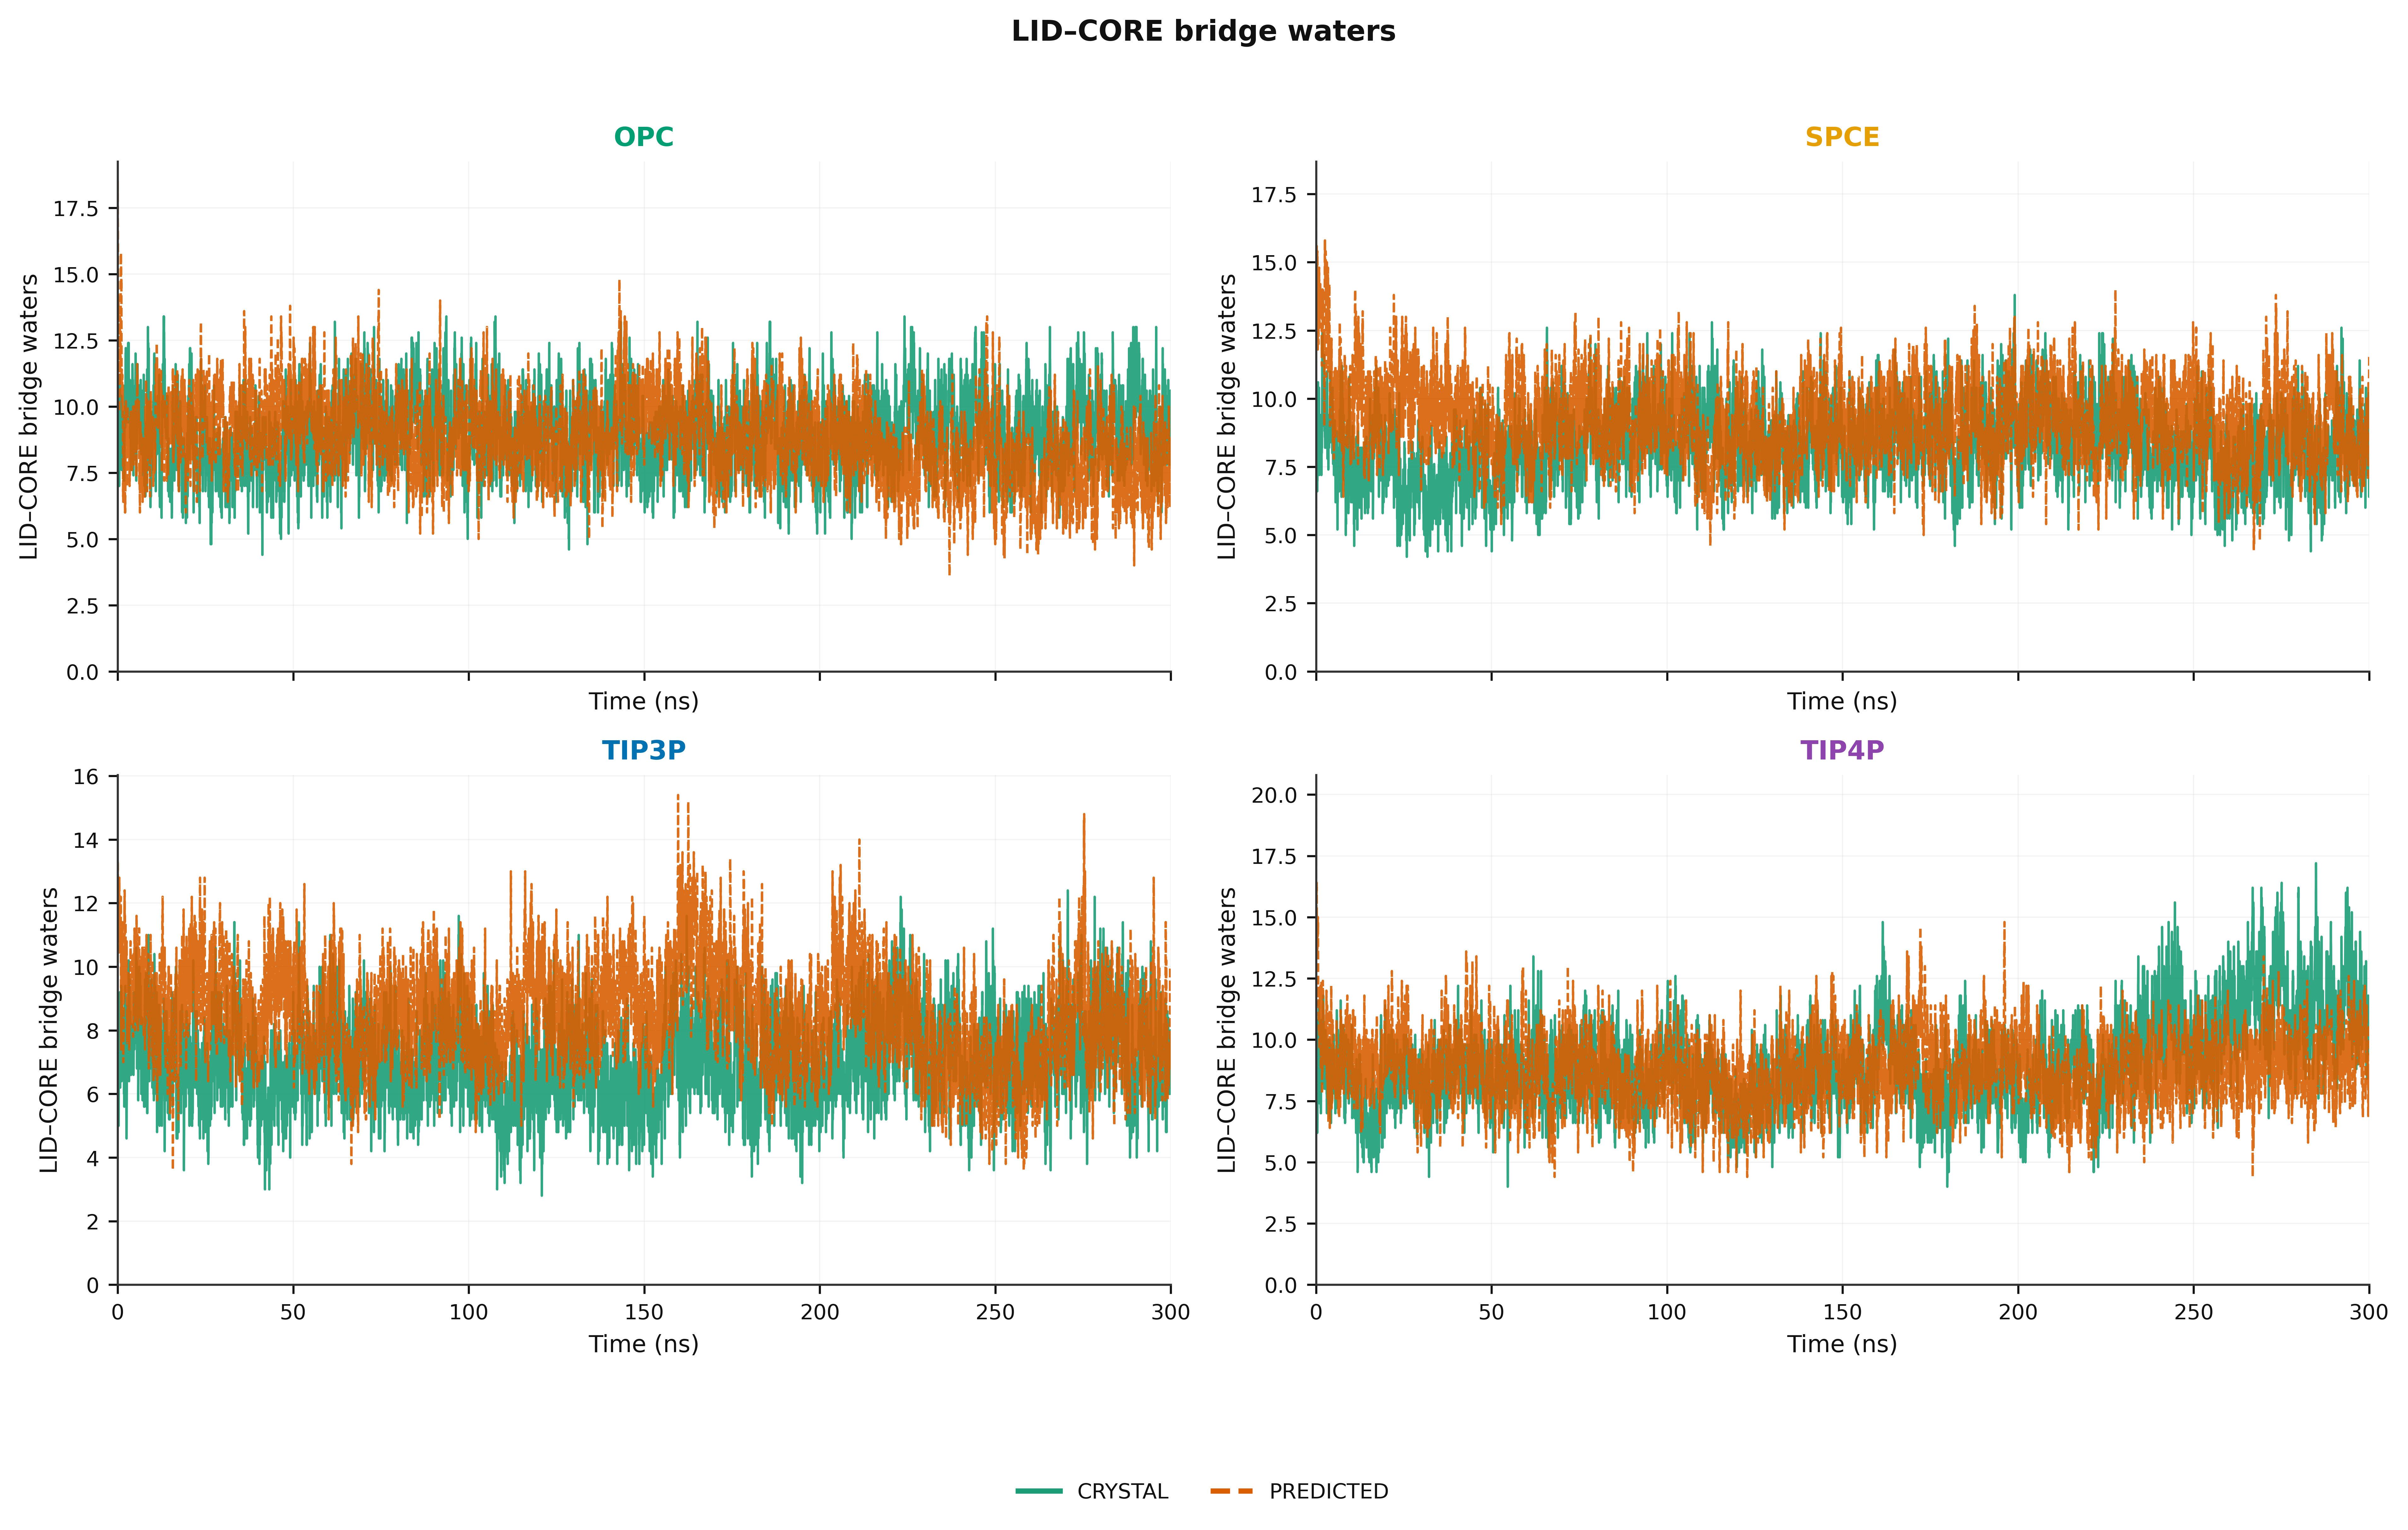 LID–CORE bridge waters
OPC
LID–CORE bridge waters
17.5
15.0
12.5
10.0
7.5
5.0
2.5
0.0
Time (ns)
SPCE
LID–CORE bridge waters
17.5
15.0
12.5
10.0
7.5
5.0
2.5
0.0
Time (ns)
TIP3P
LID–CORE bridge waters
16
14
12
10
8
6
4
2
0
0 50 100 150 200 250 300
Time (ns)
TIP4P
LID–CORE bridge waters
20.0
17.5
15.0
12.5
10.0
7.5
5.0
2.5
0.0
0 50 100 150 200 250 300
Time (ns)
CRYSTAL PREDICTED